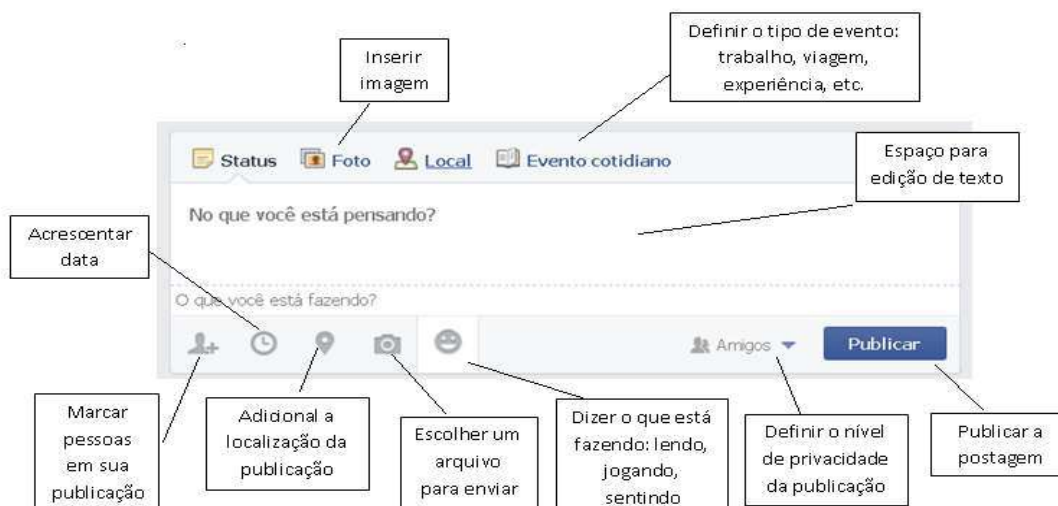 Inserir
imagem
Definir o tipo de evento:
trabalho, viagem,
experiência, etc.
Status Foto Local Evento cotidiano
Espaço para
edição de texto
No que você está pensando?
Acrescentar
data
O que você está fazendo?
Amigos Publicar
Marcar
pessoas
em sua
publicação
Adicional a
localização da
publicação
Escolher um
arquivo
para enviar
Dizer o que está
fazendo: lendo,
jogando,
sentindo
Definir o nível
de privacidade
da publicação
Publicar a
postagem